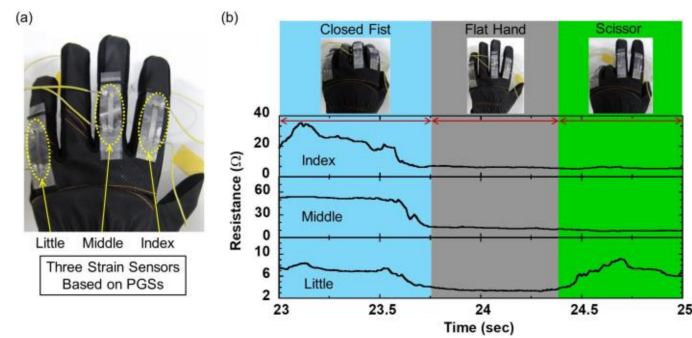 (a)
Little Middle Index
Three Strain Sensors
Based on PGSs
(b)
Closed Fist Flat Hand Scissor
Resistance (Ω)
40
20
0
Index
60
30
0
Middle
10
6
2
Little
23 23.5 24 24.5 25
Time (sec)